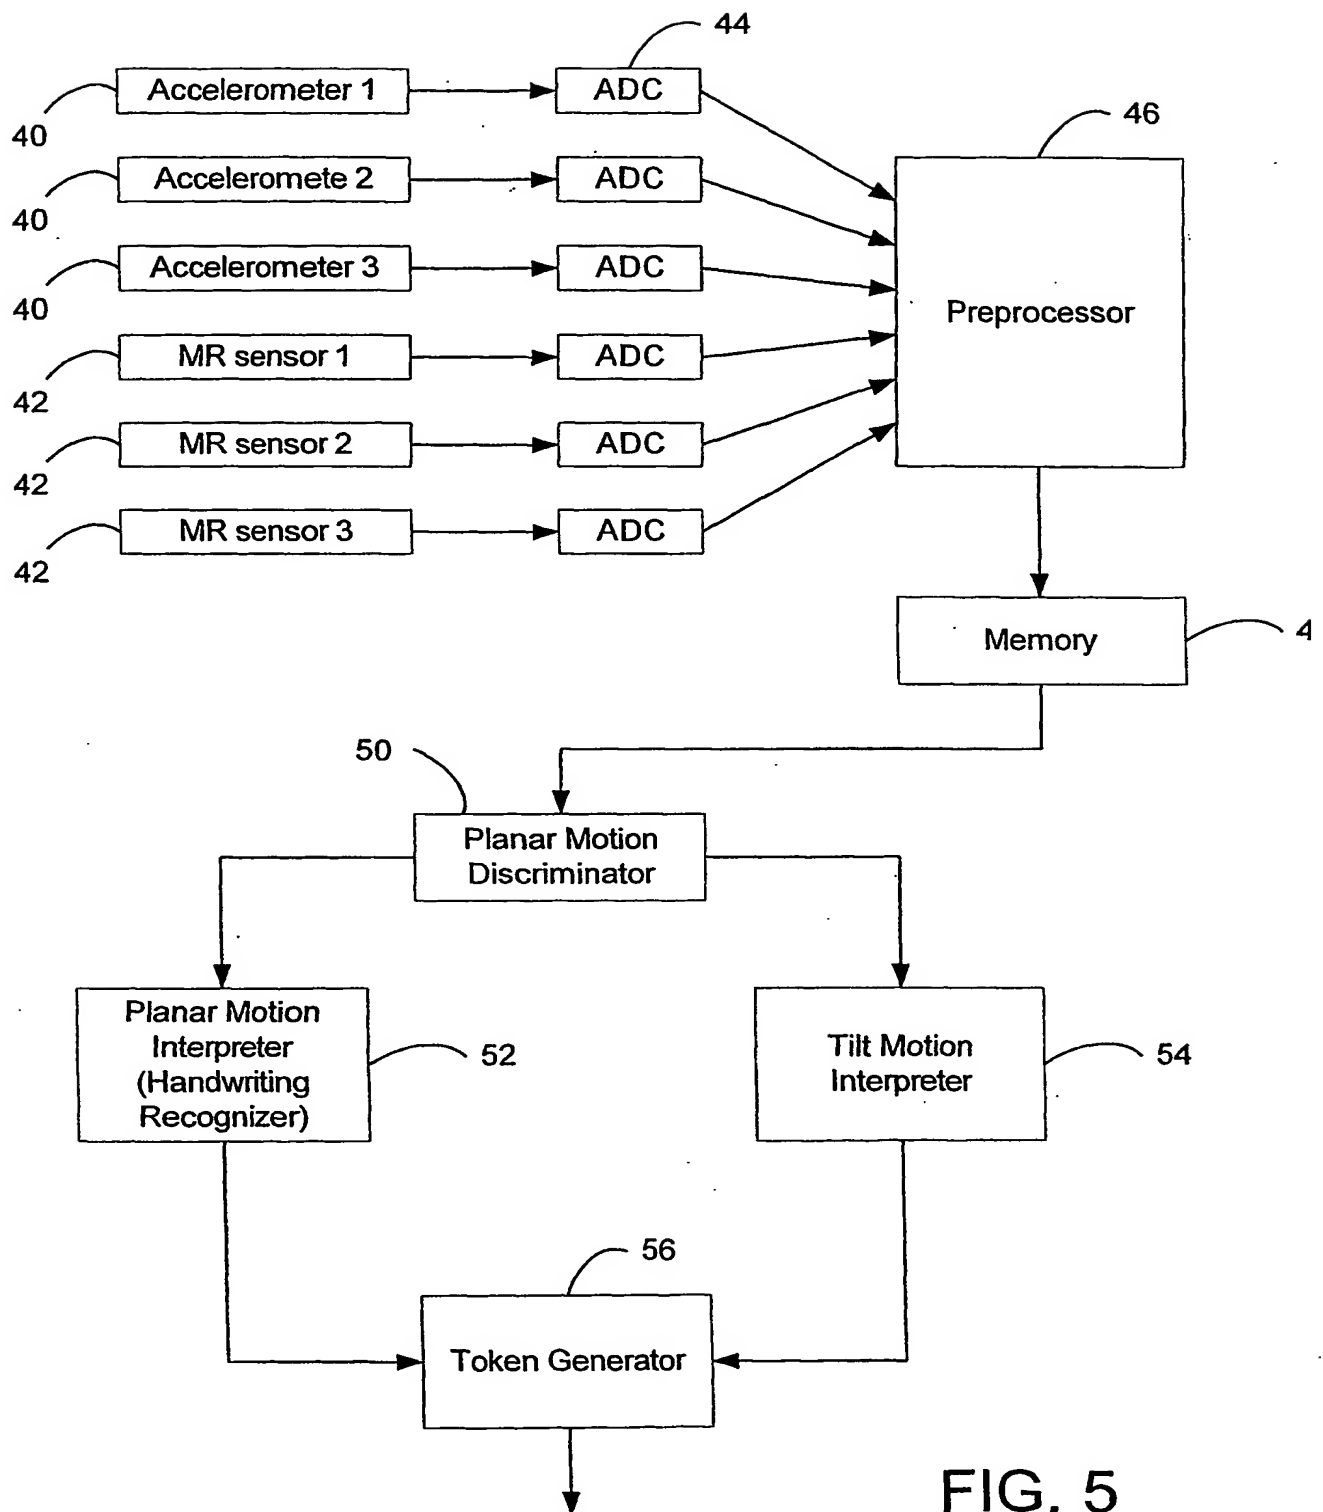 44
Accelerometer 1
ADC
40
46
Acceleromete 2
ADC
40
Accelerometer 3
ADC
40
Preprocessor
MR sensor 1
ADC
42
MR sensor 2
ADC
42
MR sensor 3
ADC
42
Memory
4
50
Planar Motion
Discriminator
Planar Motion
Interpreter
(Handwriting
Recognizer)
52
Tilt Motion
Interpreter
54
56
Token Generator
FIG. 5